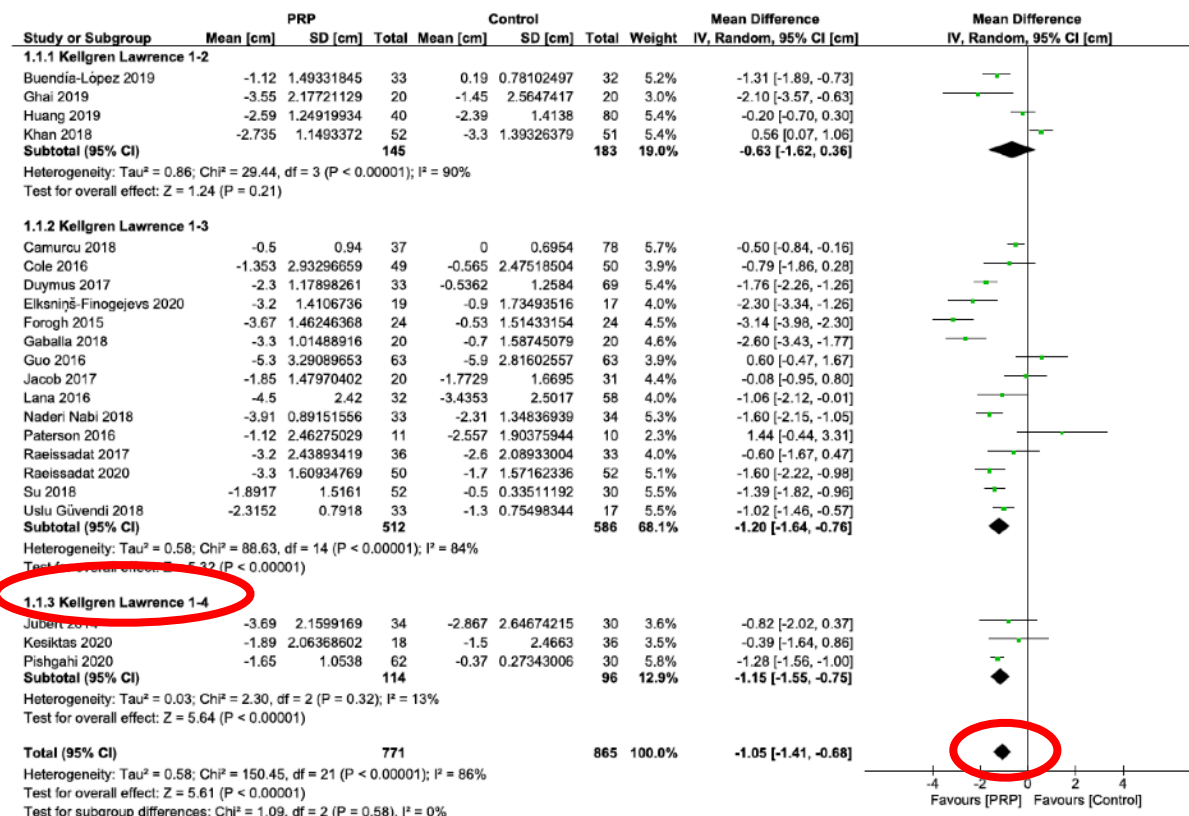 PRP Control Mean Difference Mean Difference
Study or Subgroup Mean [cm] SD [cm] Total Mean [cm] SD [cm] Total Weight IV, Random, 95% CI [cm] IV, Random, 95% CI [cm]
1.1.1 Kellgren Lawrence 1-2
Buendía-López 2019 -1.12 1.49331845 33 0.19 0.78102497 32 5.2% -1.31 [-1.89, -0.73]
Ghai 2019 -3.55 2.17721129 20 -1.45 2.5647417 20 3.0% -2.10 [-3.57, -0.63]
Huang 2019 -2.59 1.24919934 40 -2.39 1.4138 80 5.4% -0.20 [-0.70, 0.30]
Khan 2018 -2.735 1.1493372 52 -3.3 1.39326379 51 5.4% 0.56 [0.07, 1.06]
Subtotal (95% CI) 145 183 19.0% -0.63 [-1.62, 0.36]
Heterogeneity: Tau² = 0.86; Chi² = 29.44, df = 3 (P < 0.00001); I² = 90%
Test for overall effect: Z = 1.24 (P = 0.21)
1.1.2 Kellgren Lawrence 1-3
Camurcu 2018 -0.5 0.94 37 0 0.6954 78 5.7% -0.50 [-0.84, -0.16]
Cole 2016 -1.353 2.93296659 49 -0.565 2.47518504 50 3.9% -0.79 [-1.86, 0.28]
Duymus 2017 -2.3 1.17898261 33 -0.5362 1.2584 69 5.4% -1.76 [-2.26, -1.26]
Elksniņš-Finogejevs 2020 -3.2 1.4106736 19 -0.9 1.73493516 17 4.0% -2.30 [-3.34, -1.26]
Forogh 2015 -3.67 1.46246368 24 -0.53 1.51433154 24 4.5% -3.14 [-3.98, -2.30]
Gaballa 2018 -3.3 1.01488916 20 -0.7 1.58745079 20 4.5% -2.60 [-3.43, -1.77]
Guo 2016 -5.3 3.29089653 63 -5.9 2.81602557 63 3.9% 0.60 [-0.47, 1.67]
Jacob 2017 -1.85 1.47970402 20 -1.7729 1.6695 31 4.4% -0.08 [-0.95, 0.80]
Lana 2016 -4.5 2.42 32 -3.4353 2.5017 58 3.9% -1.06 [-2.12, -0.01]
Naderi Nabi 2018 -3.91 0.89151556 33 -2.31 1.34836939 34 5.3% -1.60 [-2.15, -1.05]
Paterson 2016 -1.12 2.46275029 11 -2.557 1.90375944 10 2.3% 1.44 [-0.44, 3.31]
Raeissadat 2017 -3.2 2.43893419 36 -2.6 2.08933004 33 3.9% -0.60 [-1.67, 0.47]
Raeissadat 2020 -3.3 1.60934769 50 -1.7 1.57162336 52 5.1% -1.60 [-2.22, -0.98]
Su 2018 -1.8917 1.5161 52 -0.5 0.33511192 30 5.5% -1.39 [-1.82, -0.96]
Uslu Güvendi 2018 -2.3152 0.7918 33 -1.3 0.75498344 17 5.5% -1.02 [-1.46, -0.57]
Subtotal (95% CI) 512 586 68.1% -1.20 [-1.64, -0.76]
Heterogeneity: Tau² = 0.58; Chi² = 88.63, df = 14 (P < 0.00001); I² = 84%
Test for overall effect: Z = 5.32 (P < 0.00001)
1.1.3 Kellgren Lawrence 1-4
Jubert 2014 -3.69 2.1599169 34 -2.867 2.64674215 30 3.6% -0.82 [-2.02, 0.37]
Kesiktas 2020 -1.89 2.06368602 18 -1.5 2.4663 36 3.4% -0.39 [-1.64, 0.86]
Pishgahi 2020 -1.65 1.0538 62 -0.37 0.27343006 30 5.8% -1.28 [-1.56, -1.00]
Subtotal (95% CI) 114 96 12.9% -1.15 [-1.55, -0.75]
Heterogeneity: Tau² = 0.03; Chi² = 2.30, df = 2 (P = 0.32); I² = 13%
Test for overall effect: Z = 5.64 (P < 0.00001)
Total (95% CI) 771 865 100.0% -1.05 [-1.41, -0.68]
Heterogeneity: Tau² = 0.58; Chi² = 150.45, df = 21 (P < 0.00001); I² = 86%
Test for overall effect: Z = 5.61 (P < 0.00001)
Test for subgroup differences: Chi² = 1.09, df = 2 (P = 0.58), I² = 0%
-4 -2 0 2 4
Favours [PRP] Favours [Control]